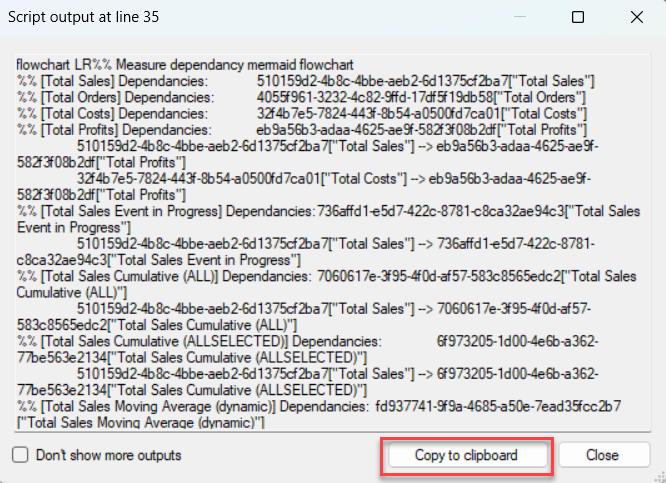 Script output at line 35
flowchart LR%% Measure dependancy mermaid flowchart
%% [Total Sales] Dependancies: 510159d2-4b8c-4bbe-aeb2-6d1375cf2ba7["Total Sales"]
%% [Total Orders] Dependancies: 4055f961-3232-4c82-9ffd-17df5f19db58["Total Orders"]
%% [Total Costs] Dependancies: 32f4b7e5-7824-443f-8b54-a0500fd7ca01["Total Costs"]
%% [Total Profits] Dependancies: eb9a56b3-adaa-4625-ae9f-582f3f08b2df["Total Profits"]
510159d2-4b8c-4bbe-aeb2-6d1375cf2ba7["Total Sales"] --> eb9a56b3-adaa-4625-ae9f-
582f3f08b2df["Total Profits"]
32f4b7e5-7824-443f-8b54-a0500fd7ca01["Total Costs"] --> eb9a56b3-adaa-4625-ae9f-
582f3f08b2df["Total Profits"]
%% [Total Sales Event in Progress] Dependancies: 736affd1-e5d7-422c-8781-c8ca32ae94c3["Total Sales
Event in Progress"]
510159d2-4b8c-4bbe-aeb2-6d1375cf2ba7["Total Sales"] --> 736affd1-e5d7-422c-8781-
c8ca32ae94c3["Total Sales Event in Progress"]
%% [Total Sales Cumulative (ALL)] Dependancies: 7060617e-3f95-4f0d-af57-583c8565edc2["Total Sales
Cumulative (ALL)"]
510159d2-4b8c-4bbe-aeb2-6d1375cf2ba7["Total Sales"] --> 7060617e-3f95-4f0d-af57-
583c8565edc2["Total Sales Cumulative (ALL)"]
%% [Total Sales Cumulative (ALLSELECTED)] Dependancies: 6f973205-1d00-4e6b-a362-
77be563e2134["Total Sales Cumulative (ALLSELECTED)"]
510159d2-4b8c-4bbe-aeb2-6d1375cf2ba7["Total Sales"] --> 6f973205-1d00-4e6b-a362-
77be563e2134["Total Sales Cumulative (ALLSELECTED)"]
%% [Total Sales Moving Average (dynamic)] Dependancies: fd937741-9f9a-4685-a50e-7ead35fcc2b7
["Total Sales Moving Average (dynamic)"]
Don't show more outputs
Copy to clipboard
Close